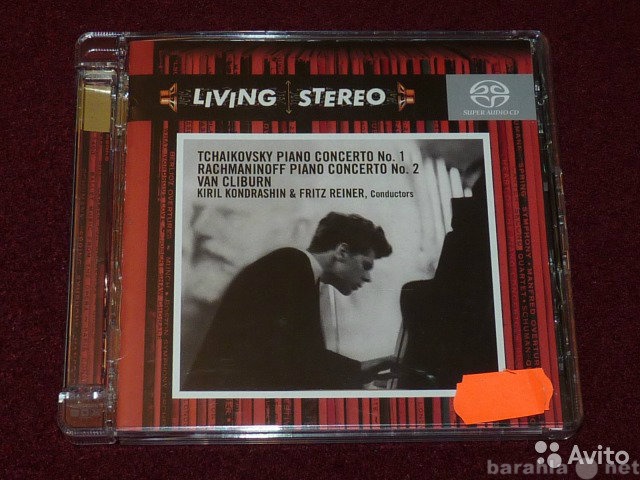 LIVING STEREO
SUPER AUDIO CD
TCHAIKOVSKY PIANO CONCERTO No. 1
RACHMANINOFF PIANO CONCERTO No. 2
VAN CLIBURN
KIRIL KONDRASHIN & FRITZ REINER, Conductors
Avito
barahla net